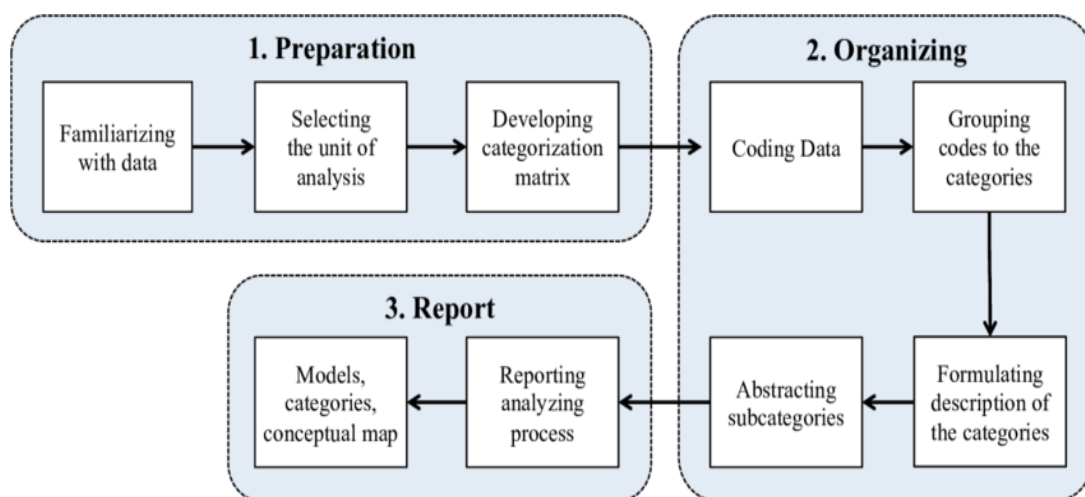 1. Preparation
Familiarizing
with data
Selecting
the unit of
analysis
Developing
categorization
matrix
2. Organizing
Coding Data
Grouping
codes to the
categories
Formulating
description of
the categories
Abstracting
subcategories
3. Report
Reporting
analyzing
process
Models,
categories,
conceptual map